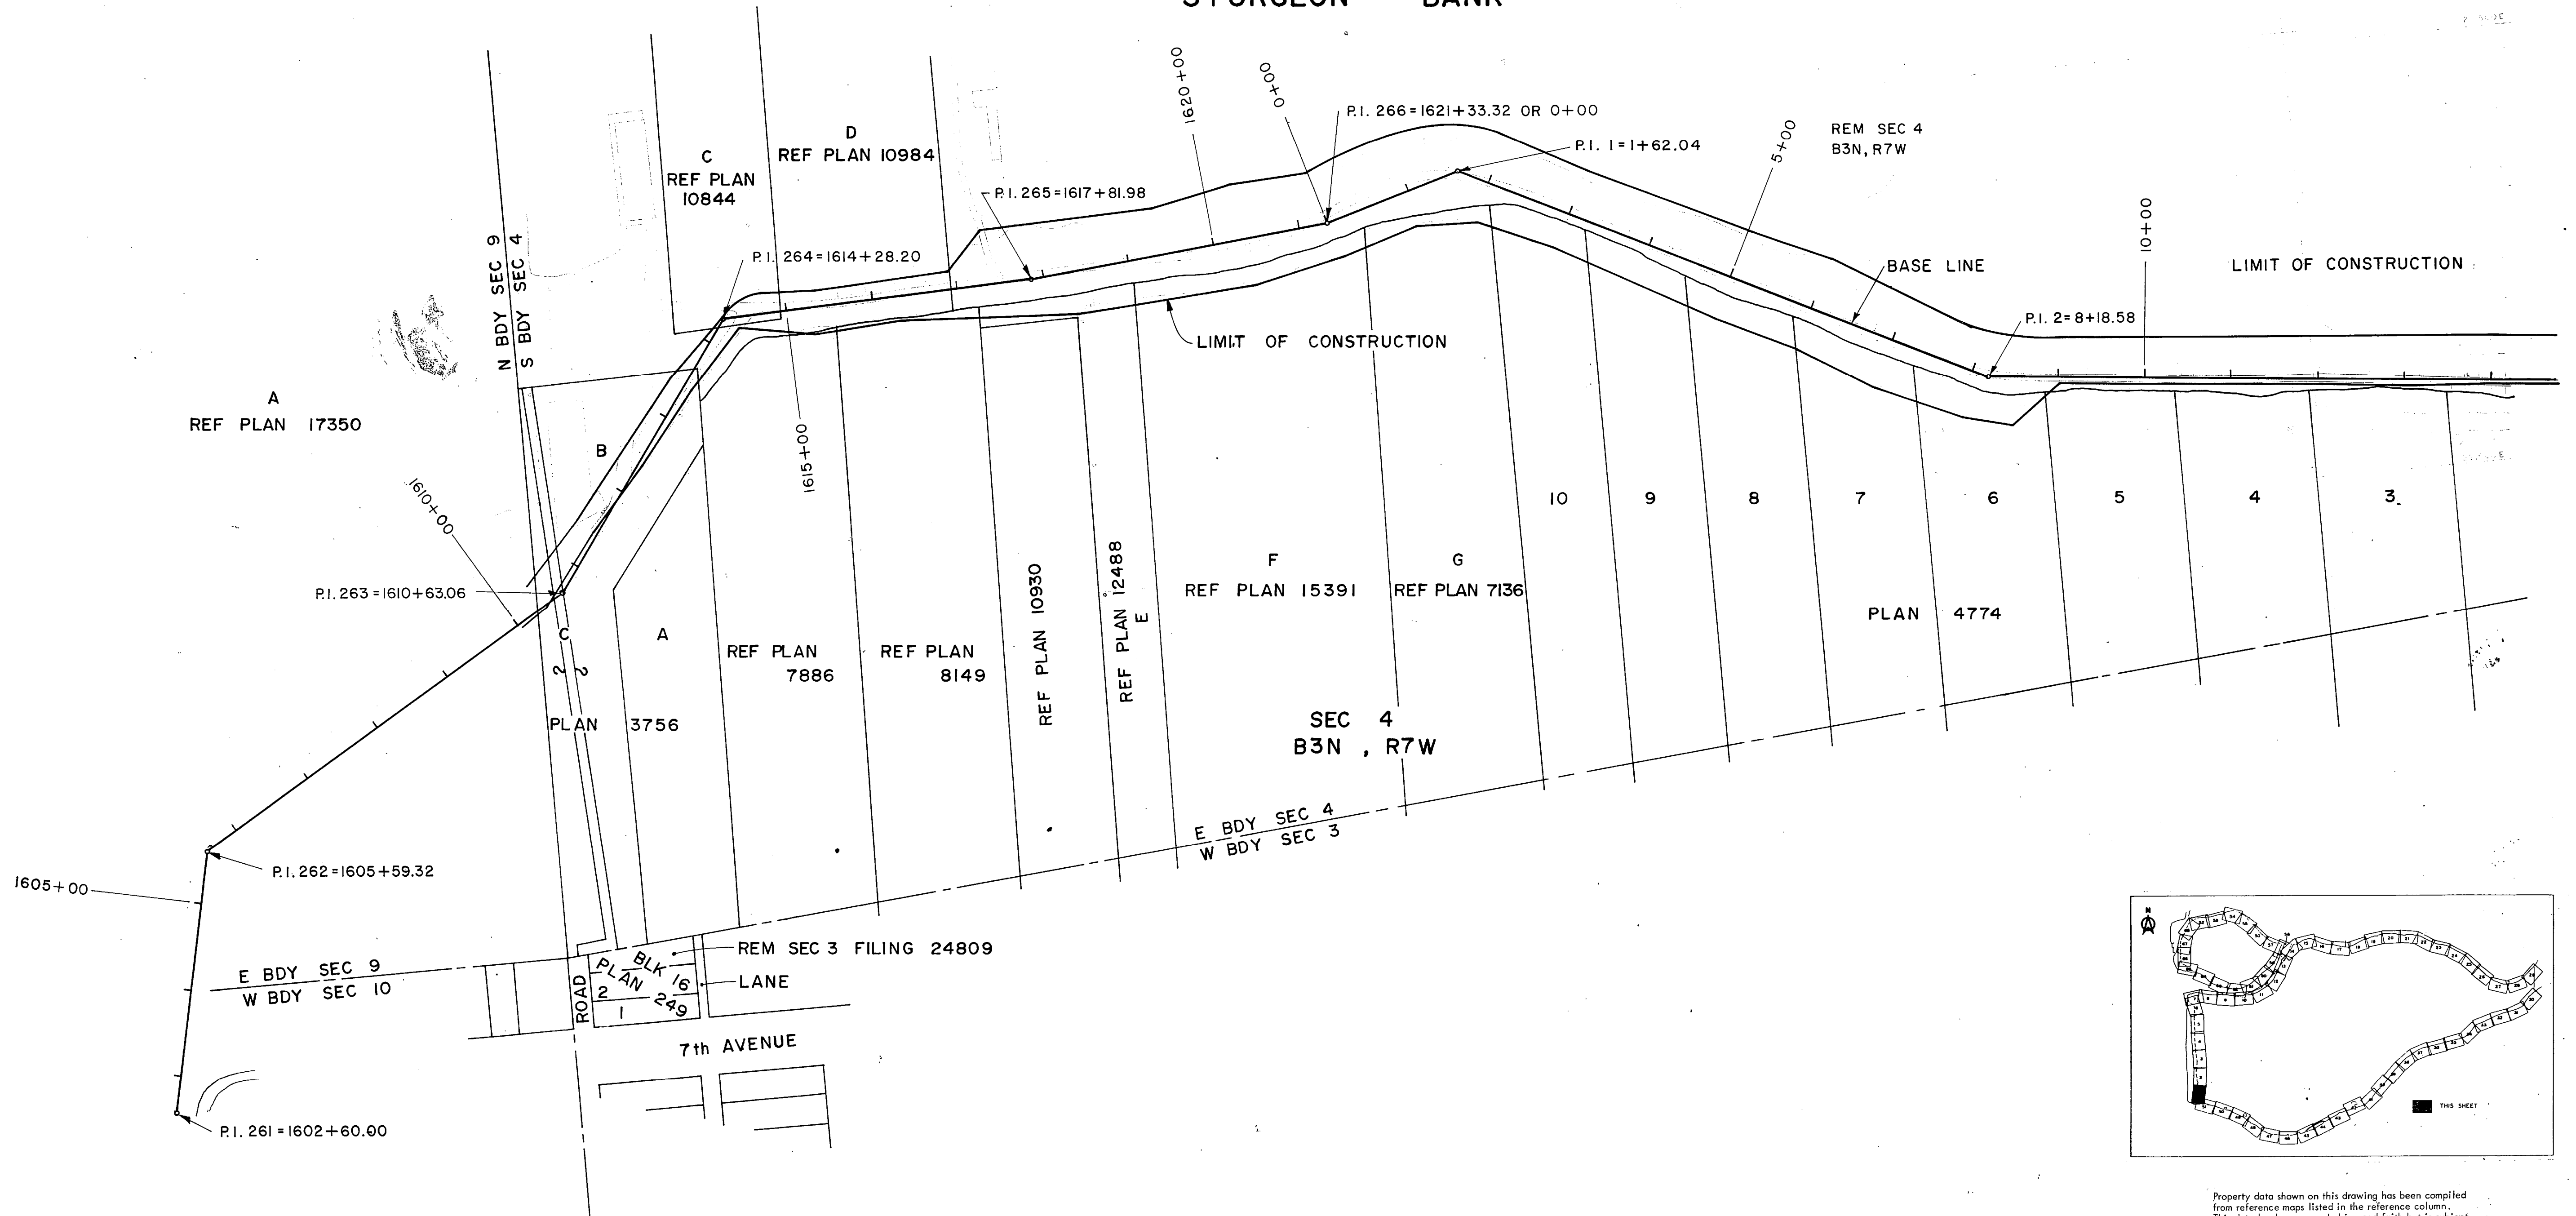 STURGEON BANK
1620+00
0+00
P.I. 266=1621+33.32 OR 0+00
P.I. 1=1+62.04
5+00
REM SEC 4
B3N, R7W
D
REF PLAN 10984
C
REF PLAN
10844
P.I. 265=1617+81.98
P.I. 264=1614+28.20
N BDY SEC 9
S BDY SEC 4
10+00
BASE LINE
LIMIT OF CONSTRUCTION
P.I. 2=8+18.58
LIMIT OF CONSTRUCTION
A
REF PLAN 17350
B
1615+00
1610+00
10
9
8
7
6
5
4
3
P.I. 263=1610+63.06
F
REF PLAN 15391
G
REF PLAN 7136
REF PLAN 10930
REF PLAN 12488
E
PLAN 4774
C
2
2
A
REF PLAN
7886
REF PLAN
8149
PLAN 3756
SEC 4
B3N , R7W
E BDY SEC 4
W BDY SEC 3
P.I. 262=1605+59.32
1605+00
REM SEC 3 FILING 24809
E BDY SEC 9
W BDY SEC 10
BLK 16
PLAN 249
2
1
LANE
ROAD
7th AVENUE
P.I. 261=1602+60.00
N
THIS SHEET
Property data shown on this drawing has been compiled
from reference maps listed in the reference column.